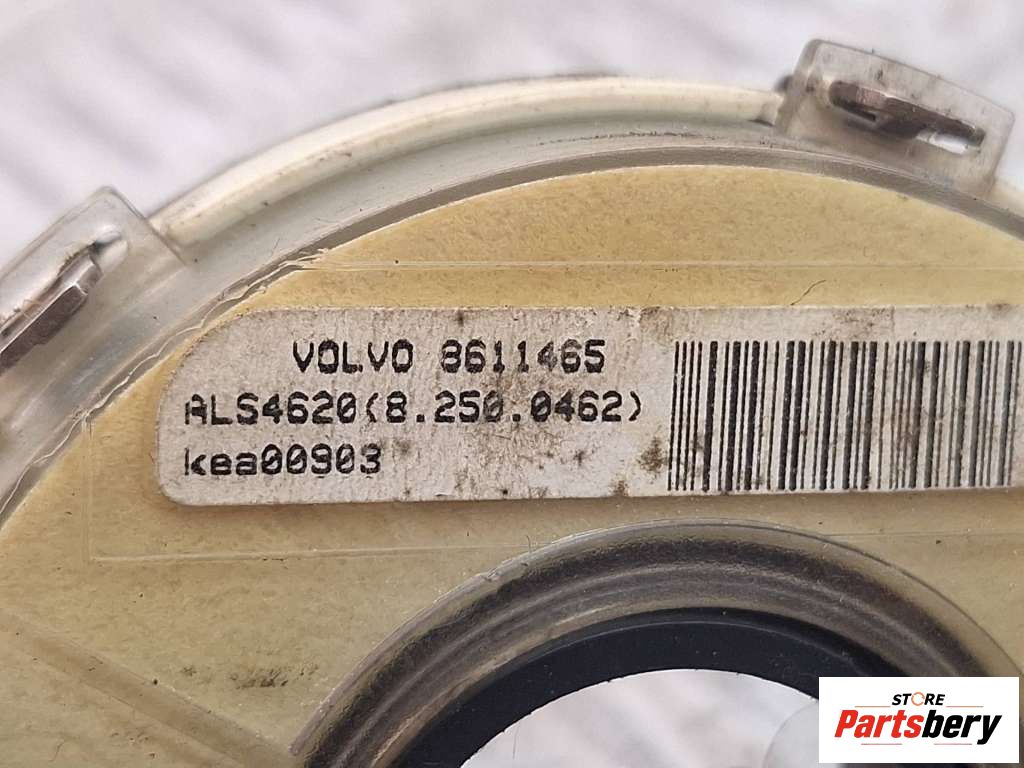 VOLVO 8611465
ALS4620(8.250.0462)
kea00903
STORE
Partsbery